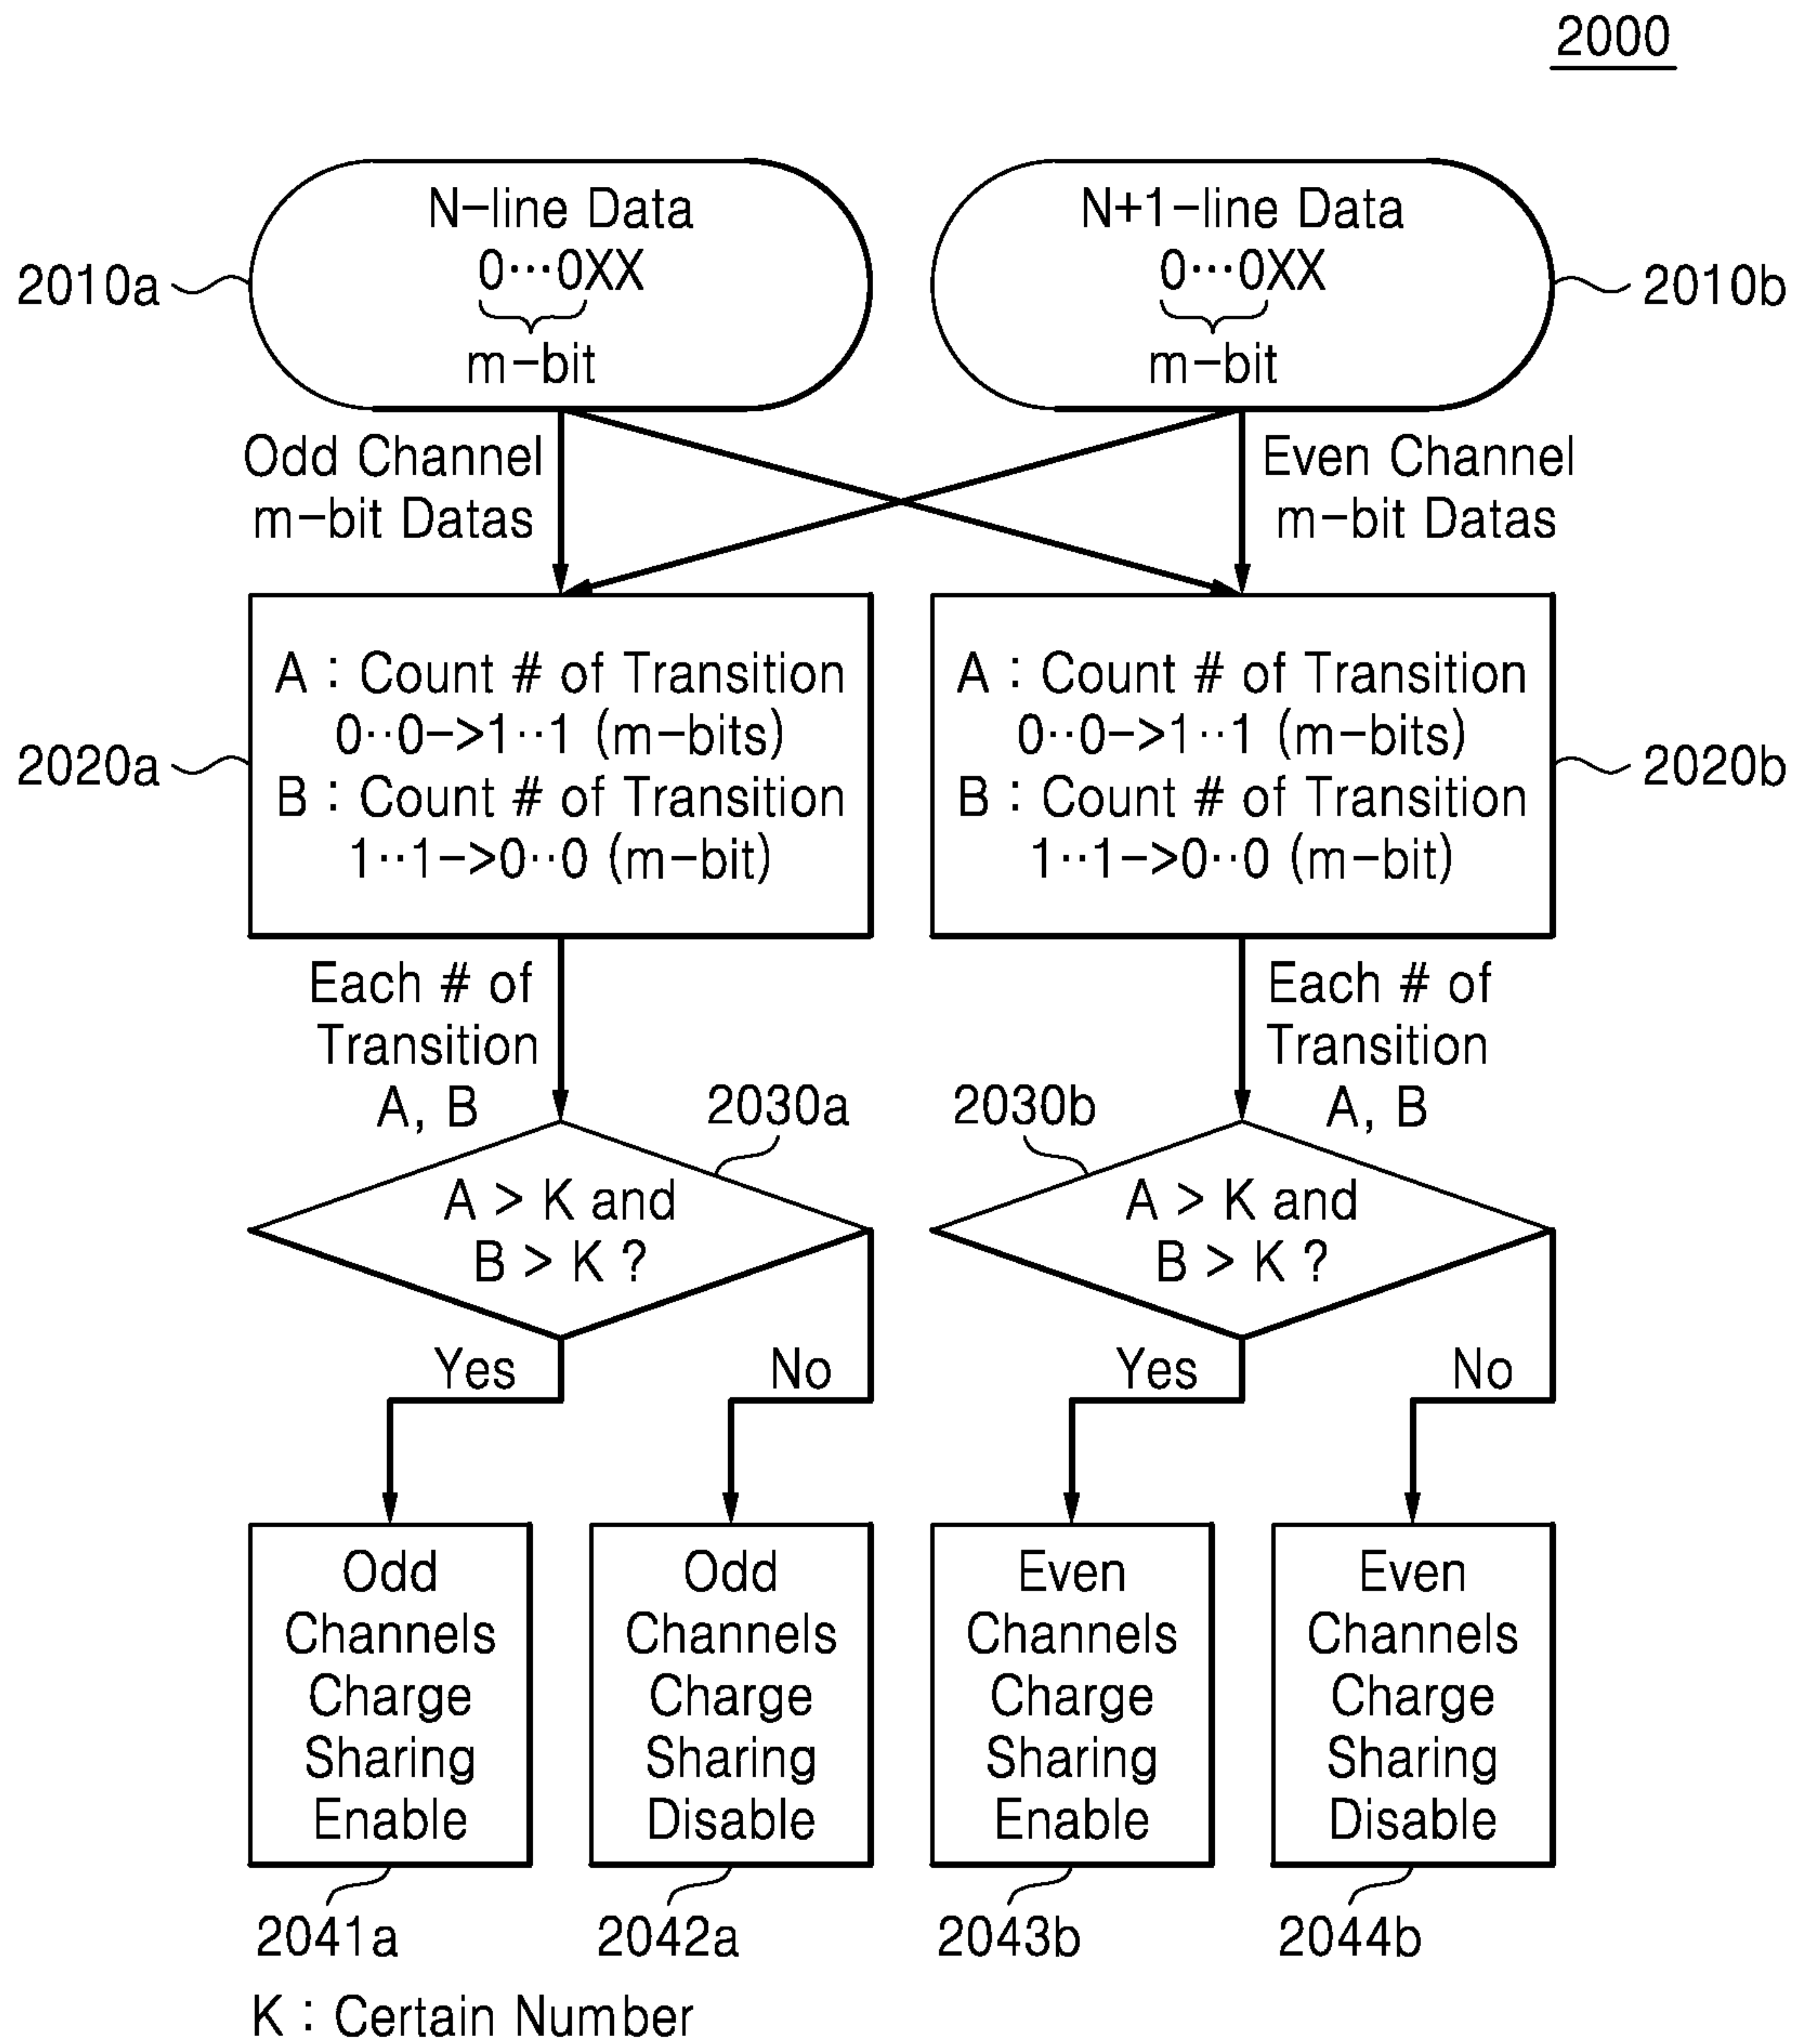 2000
N-line Data
0···0XX
m-bit
2010a
N+1-line Data
0···0XX
m-bit
2010b
Odd Channel
m-bit Datas
Even Channel
m-bit Datas
A : Count # of Transition
0··0->1··1 (m-bits)
B : Count # of Transition
1··1->0··0 (m-bit)
2020a
A : Count # of Transition
0··0->1··1 (m-bits)
B : Count # of Transition
1··1->0··0 (m-bit)
2020b
Each # of
Transition
A, B
Each # of
Transition
A, B
2030a
2030b
A > K and
B > K ?
A > K and
B > K ?
Yes
No
Yes
No
Odd
Channels
Charge
Sharing
Enable
Odd
Channels
Charge
Sharing
Disable
Even
Channels
Charge
Sharing
Enable
Even
Channels
Charge
Sharing
Disable
2041a
2042a
2043b
2044b
K : Certain Number